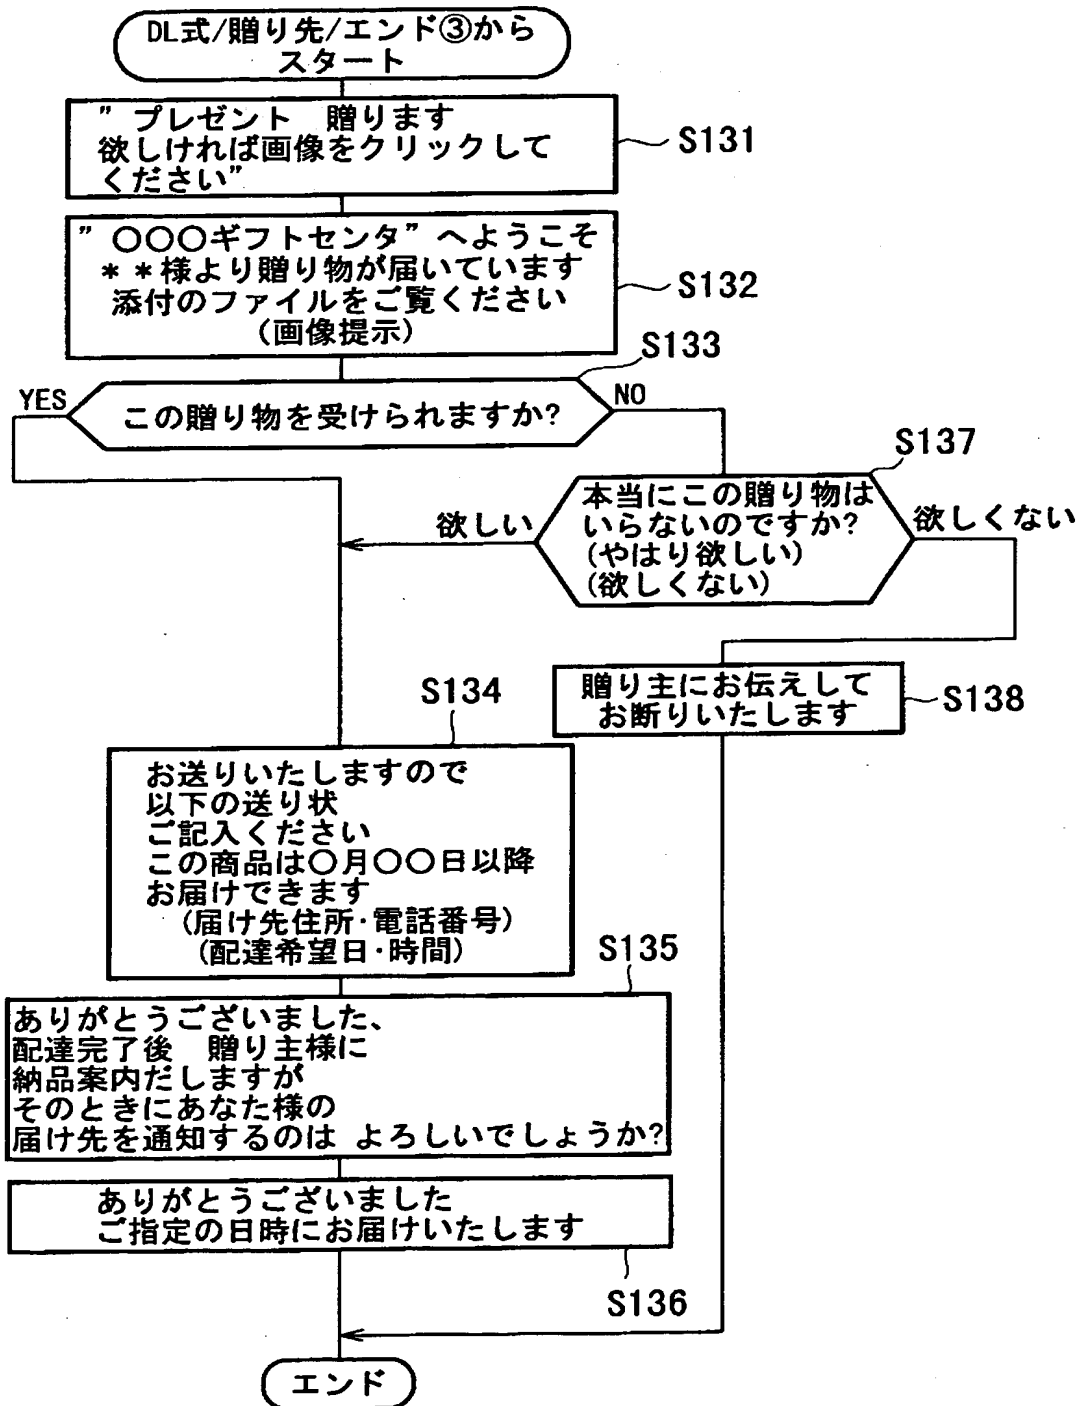 DL式/贈り先/エンド③から
スタート
” プレゼント　贈ります
欲しければ画像をクリックして
ください”
S131
” 〇〇〇ギフトセンタ” へようこそ
＊＊様より贈り物が届いています
添付のファイルをご覧ください
(画像提示)
S132
S133
YES
この贈り物を受けられますか?
NO
S137
本当にこの贈り物は
いらないのですか?
(やはり欲しい)
(欲しくない)
欲しい
欲しくない
贈り主にお伝えして
お断りいたします
S138
S134
お送りいたしますので
以下の送り状
ご記入ください
この商品は〇月〇〇日以降
お届けできます
(届け先住所・電話番号)
(配達希望日・時間)
S135
ありがとうございました、
配達完了後　贈り主様に
納品案内だしますが
そのときにあなた様の
届け先を通知するのは よろしいでしょうか?
ありがとうございました
ご指定の日時にお届けいたします
S136
エンド